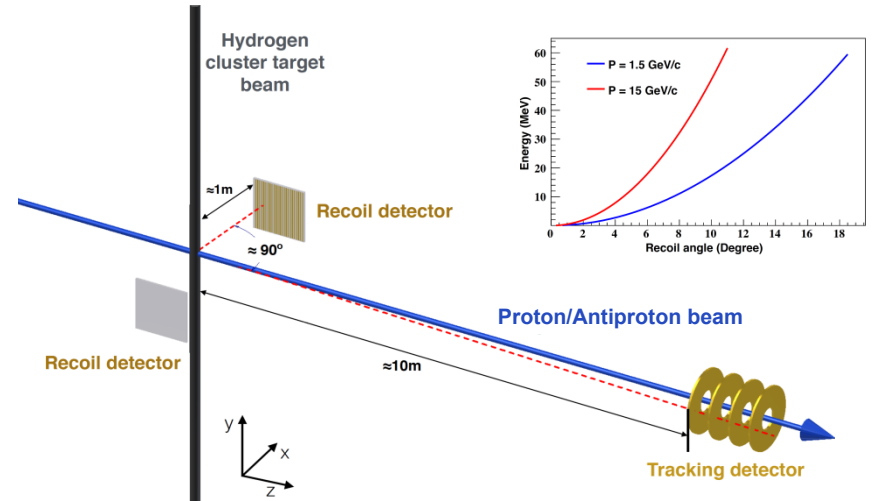 Hydrogen
cluster target
beam
≈1m
Recoil detector
≈ 90°
Recoil detector
≈10m
Proton/Antiproton beam
Tracking detector
y
x
z
Energy (MeV)
60
50
40
30
20
10
P = 1.5 GeV/c
P = 15 GeV/c
0 2 4 6 8 10 12 14 16 18
Recoil angle (Degree)